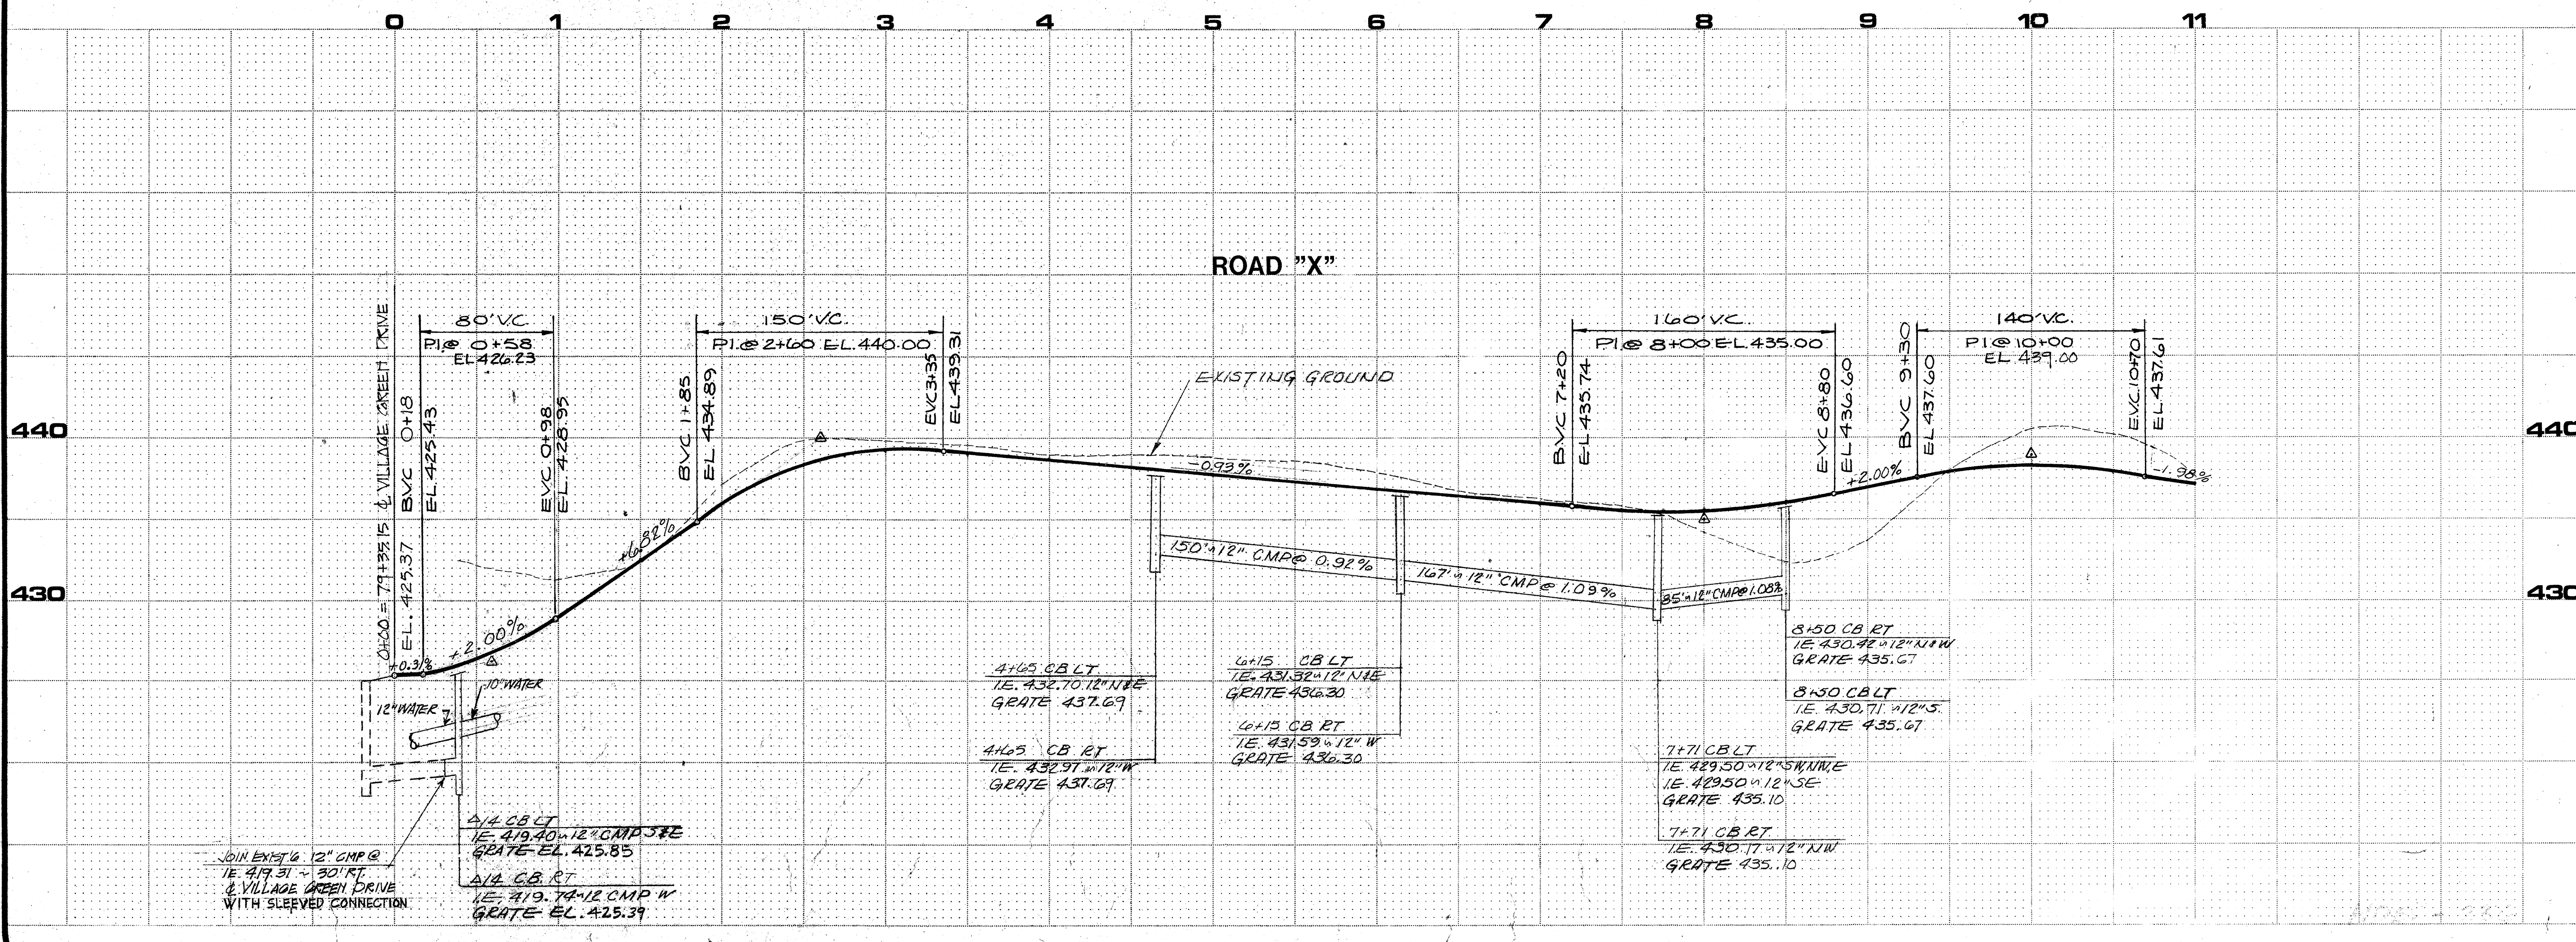 0 1 2 3 4 5 6 7 8 9 10 11
ROAD "X"
440
430
440
430
0+00 = 79+35.15 ℄ VILLAGE GREEN DRIVE
EL. 425.37
BVC 0+18
EL. 425.43
80' V.C.
P.I.@ 0+58
EL 426.23
EVC 0+98
EL. 428.95
BVC 1+85
EL 434.89
150' V.C.
P.I.@ 2+60 EL. 440.00
EVC 3+35
EL 439.31
EXISTING GROUND
BVC 7+20
EL 435.74
160' V.C.
P.I.@ 8+00 EL. 435.00
EVC 8+80
EL 436.60
BVC 9+30
EL 437.60
140' V.C.
P.I.@ 10+00
EL. 439.00
E.V.C. 10+70
EL. 437.61
+0.31%
+2.00%
+6.82%
-0.93%
+2.00%
-1.98%
150' ~ 12" CMP @ 0.92%
167' ~ 12" CMP @ 1.09%
85' ~ 12" CMP @ 1.08%
10" WATER
12" WATER
JOIN EXIST'G 12" CMP @
IE 419.31 ~ 30' RT.
℄ VILLAGE GREEN DRIVE
WITH SLEEVED CONNECTION
△14 CB LT
I.E. 419.40 ~ 12" CMP S&E
GRATE EL. 425.85
△14 CB. RT
I.E. 419.74 ~ 12 CMP W
GRATE EL. 425.39
4+65 CB LT
I.E. 432.70 12" N&E
GRATE 437.69
4+65 CB RT
I.E. 432.97 ~ 12" W
GRATE 437.69
6+15 CB LT
I.E. 431.32 ~ 12" N&E
GRATE 436.30
6+15 CB RT
I.E. 431.59 ~ 12" W
GRATE 436.30
8+50 CB RT
I.E. 430.42 ~ 12" N&W
GRATE 435.67
8+50 CB LT
I.E. 430.71 ~ 12" S.
GRATE 435.67
7+71 CB LT
I.E. 429.50 ~ 12" SW, NW, E
I.E. 429.50 ~ 12" SE
GRATE 435.10
7+71 CB RT
I.E. 430.17 ~ 12" NW
GRATE 435.10